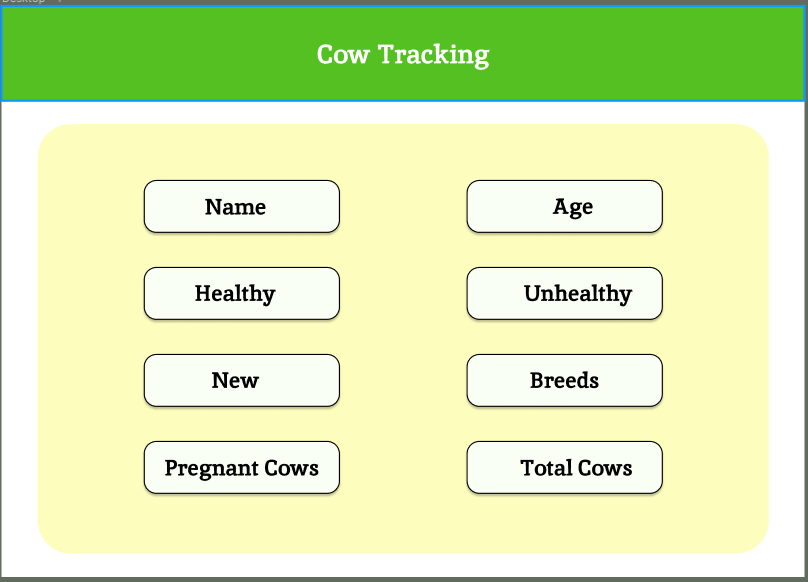 Cow Tracking
Name
Age
Healthy
Unhealthy
New
Breeds
Pregnant Cows
Total Cows